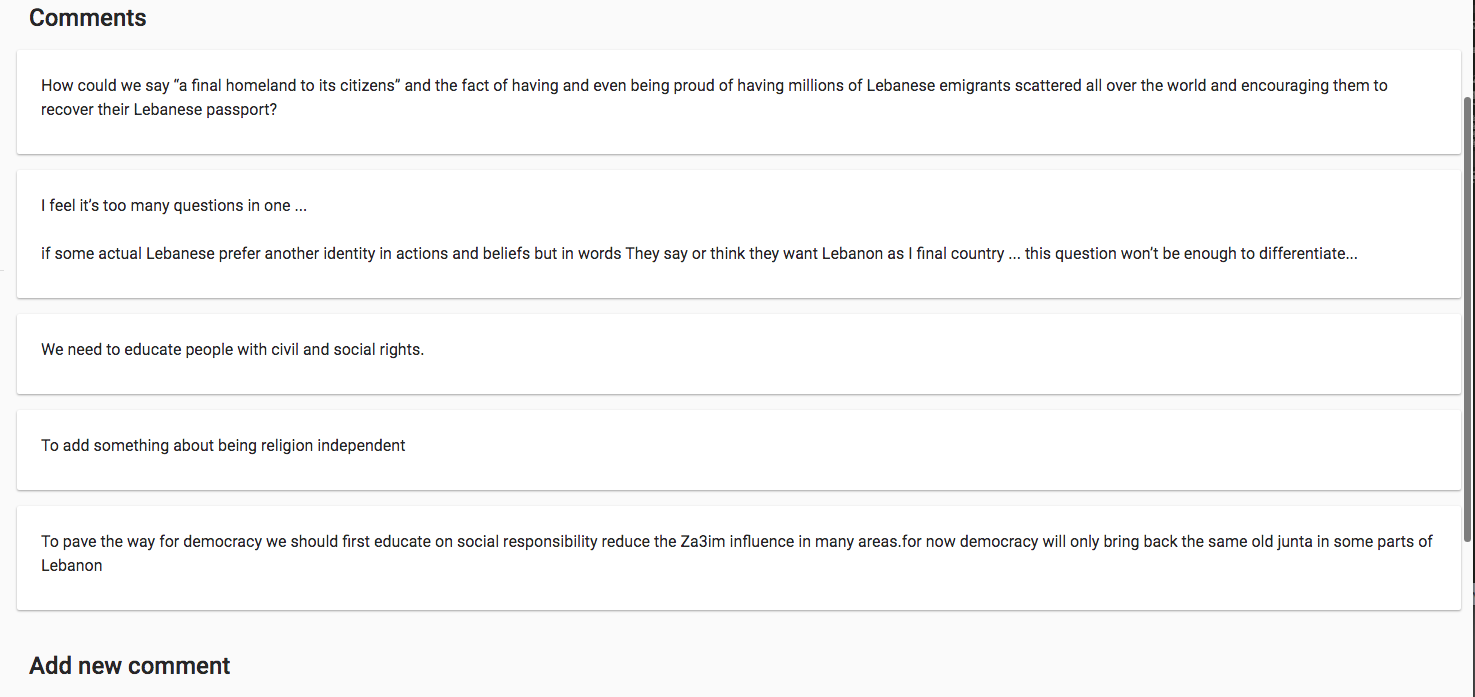 Comments
How could we say “a final homeland to its citizens” and the fact of having and even being proud of having millions of Lebanese emigrants scattered all over the world and encouraging them to
recover their Lebanese passport?
I feel it’s too many questions in one ...
if some actual Lebanese prefer another identity in actions and beliefs but in words They say or think they want Lebanon as I final country ... this question won’t be enough to differentiate...
We need to educate people with civil and social rights.
To add something about being religion independent
To pave the way for democracy we should first educate on social responsibility reduce the Za3im influence in many areas.for now democracy will only bring back the same old junta in some parts of
Lebanon
Add new comment